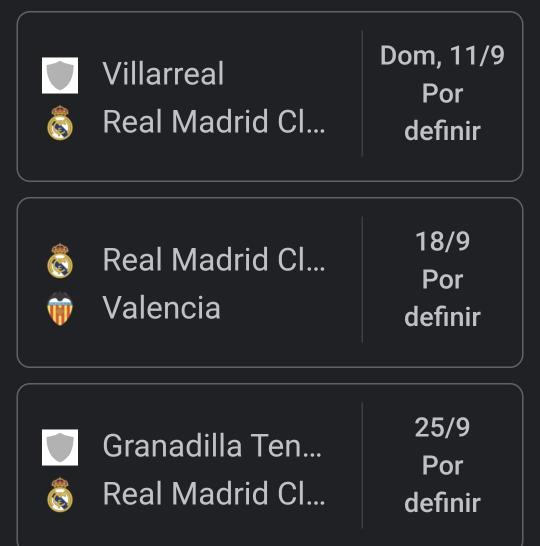 Villarreal
Real Madrid Cl...
Dom, 11/9
Por
definir
Real Madrid Cl...
Valencia
18/9
Por
definir
Granadilla Ten...
Real Madrid Cl...
25/9
Por
definir